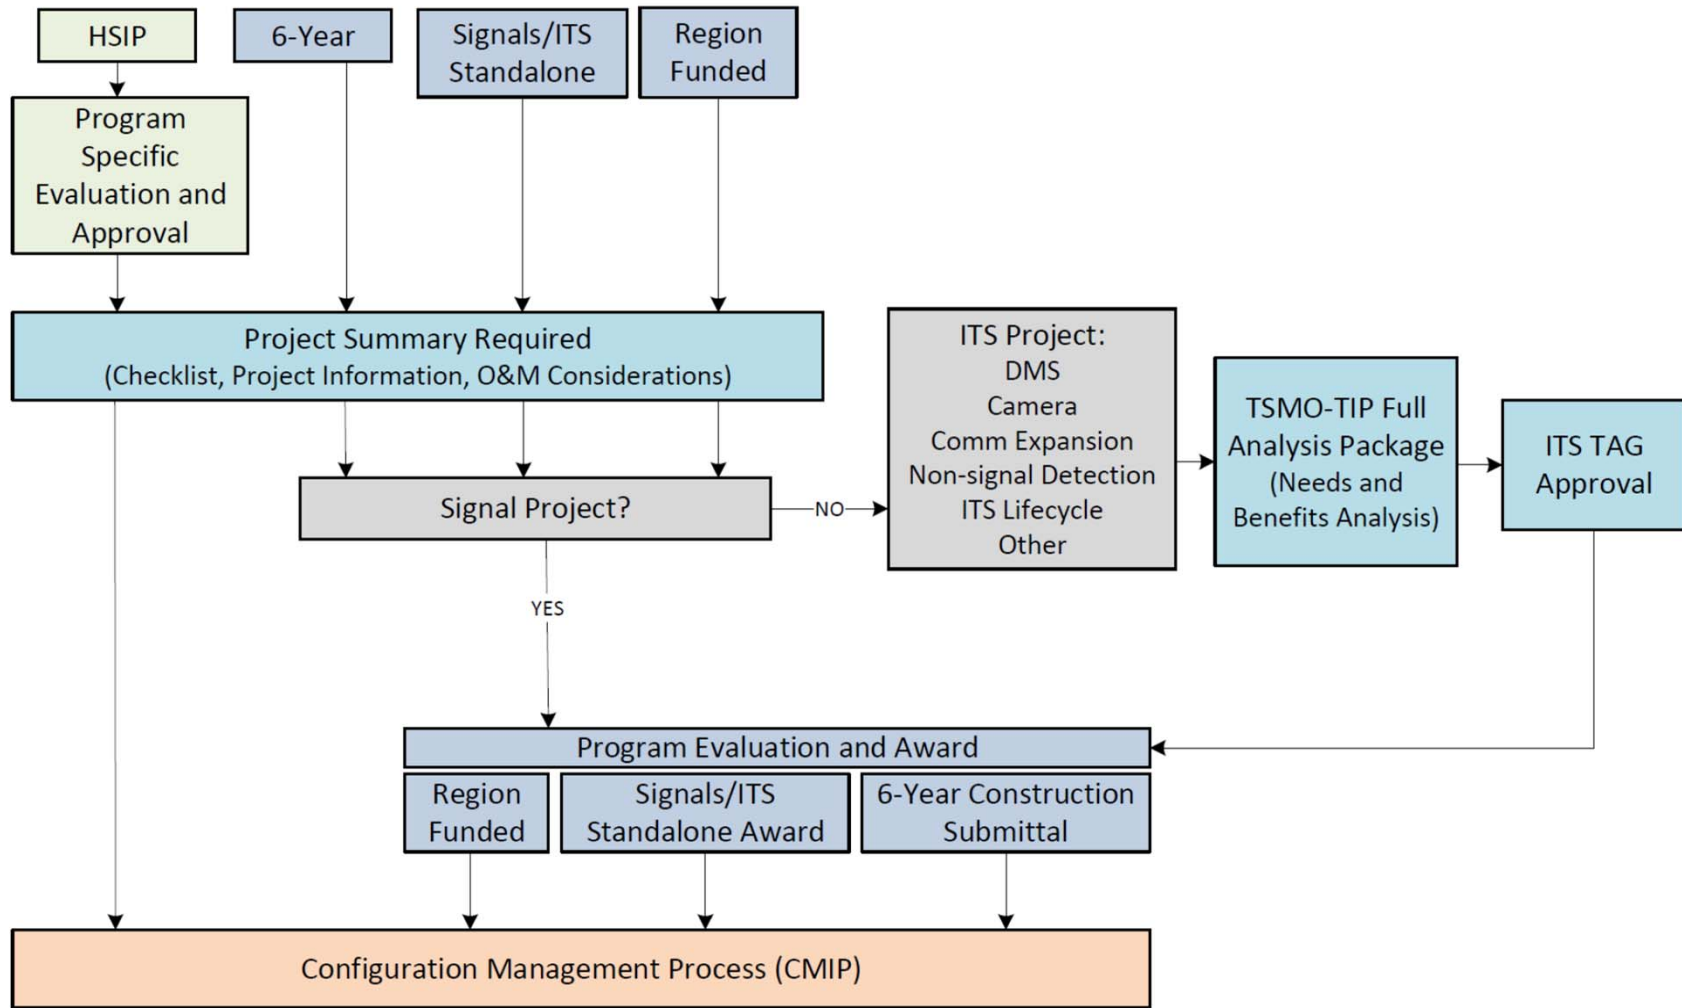 HSIP
6-Year
Signals/ITS
Standalone
Region
Funded
Program
Specific
Evaluation and
Approval
Project Summary Required
(Checklist, Project Information, O&M Considerations)
Signal Project?
NO
ITS Project:
DMS
Camera
Comm Expansion
Non-signal Detection
ITS Lifecycle
Other
TSMO-TIP Full
Analysis Package
(Needs and
Benefits Analysis)
ITS TAG
Approval
YES
Program Evaluation and Award
Region
Funded
Signals/ITS
Standalone Award
6-Year Construction
Submittal
Configuration Management Process (CMIP)